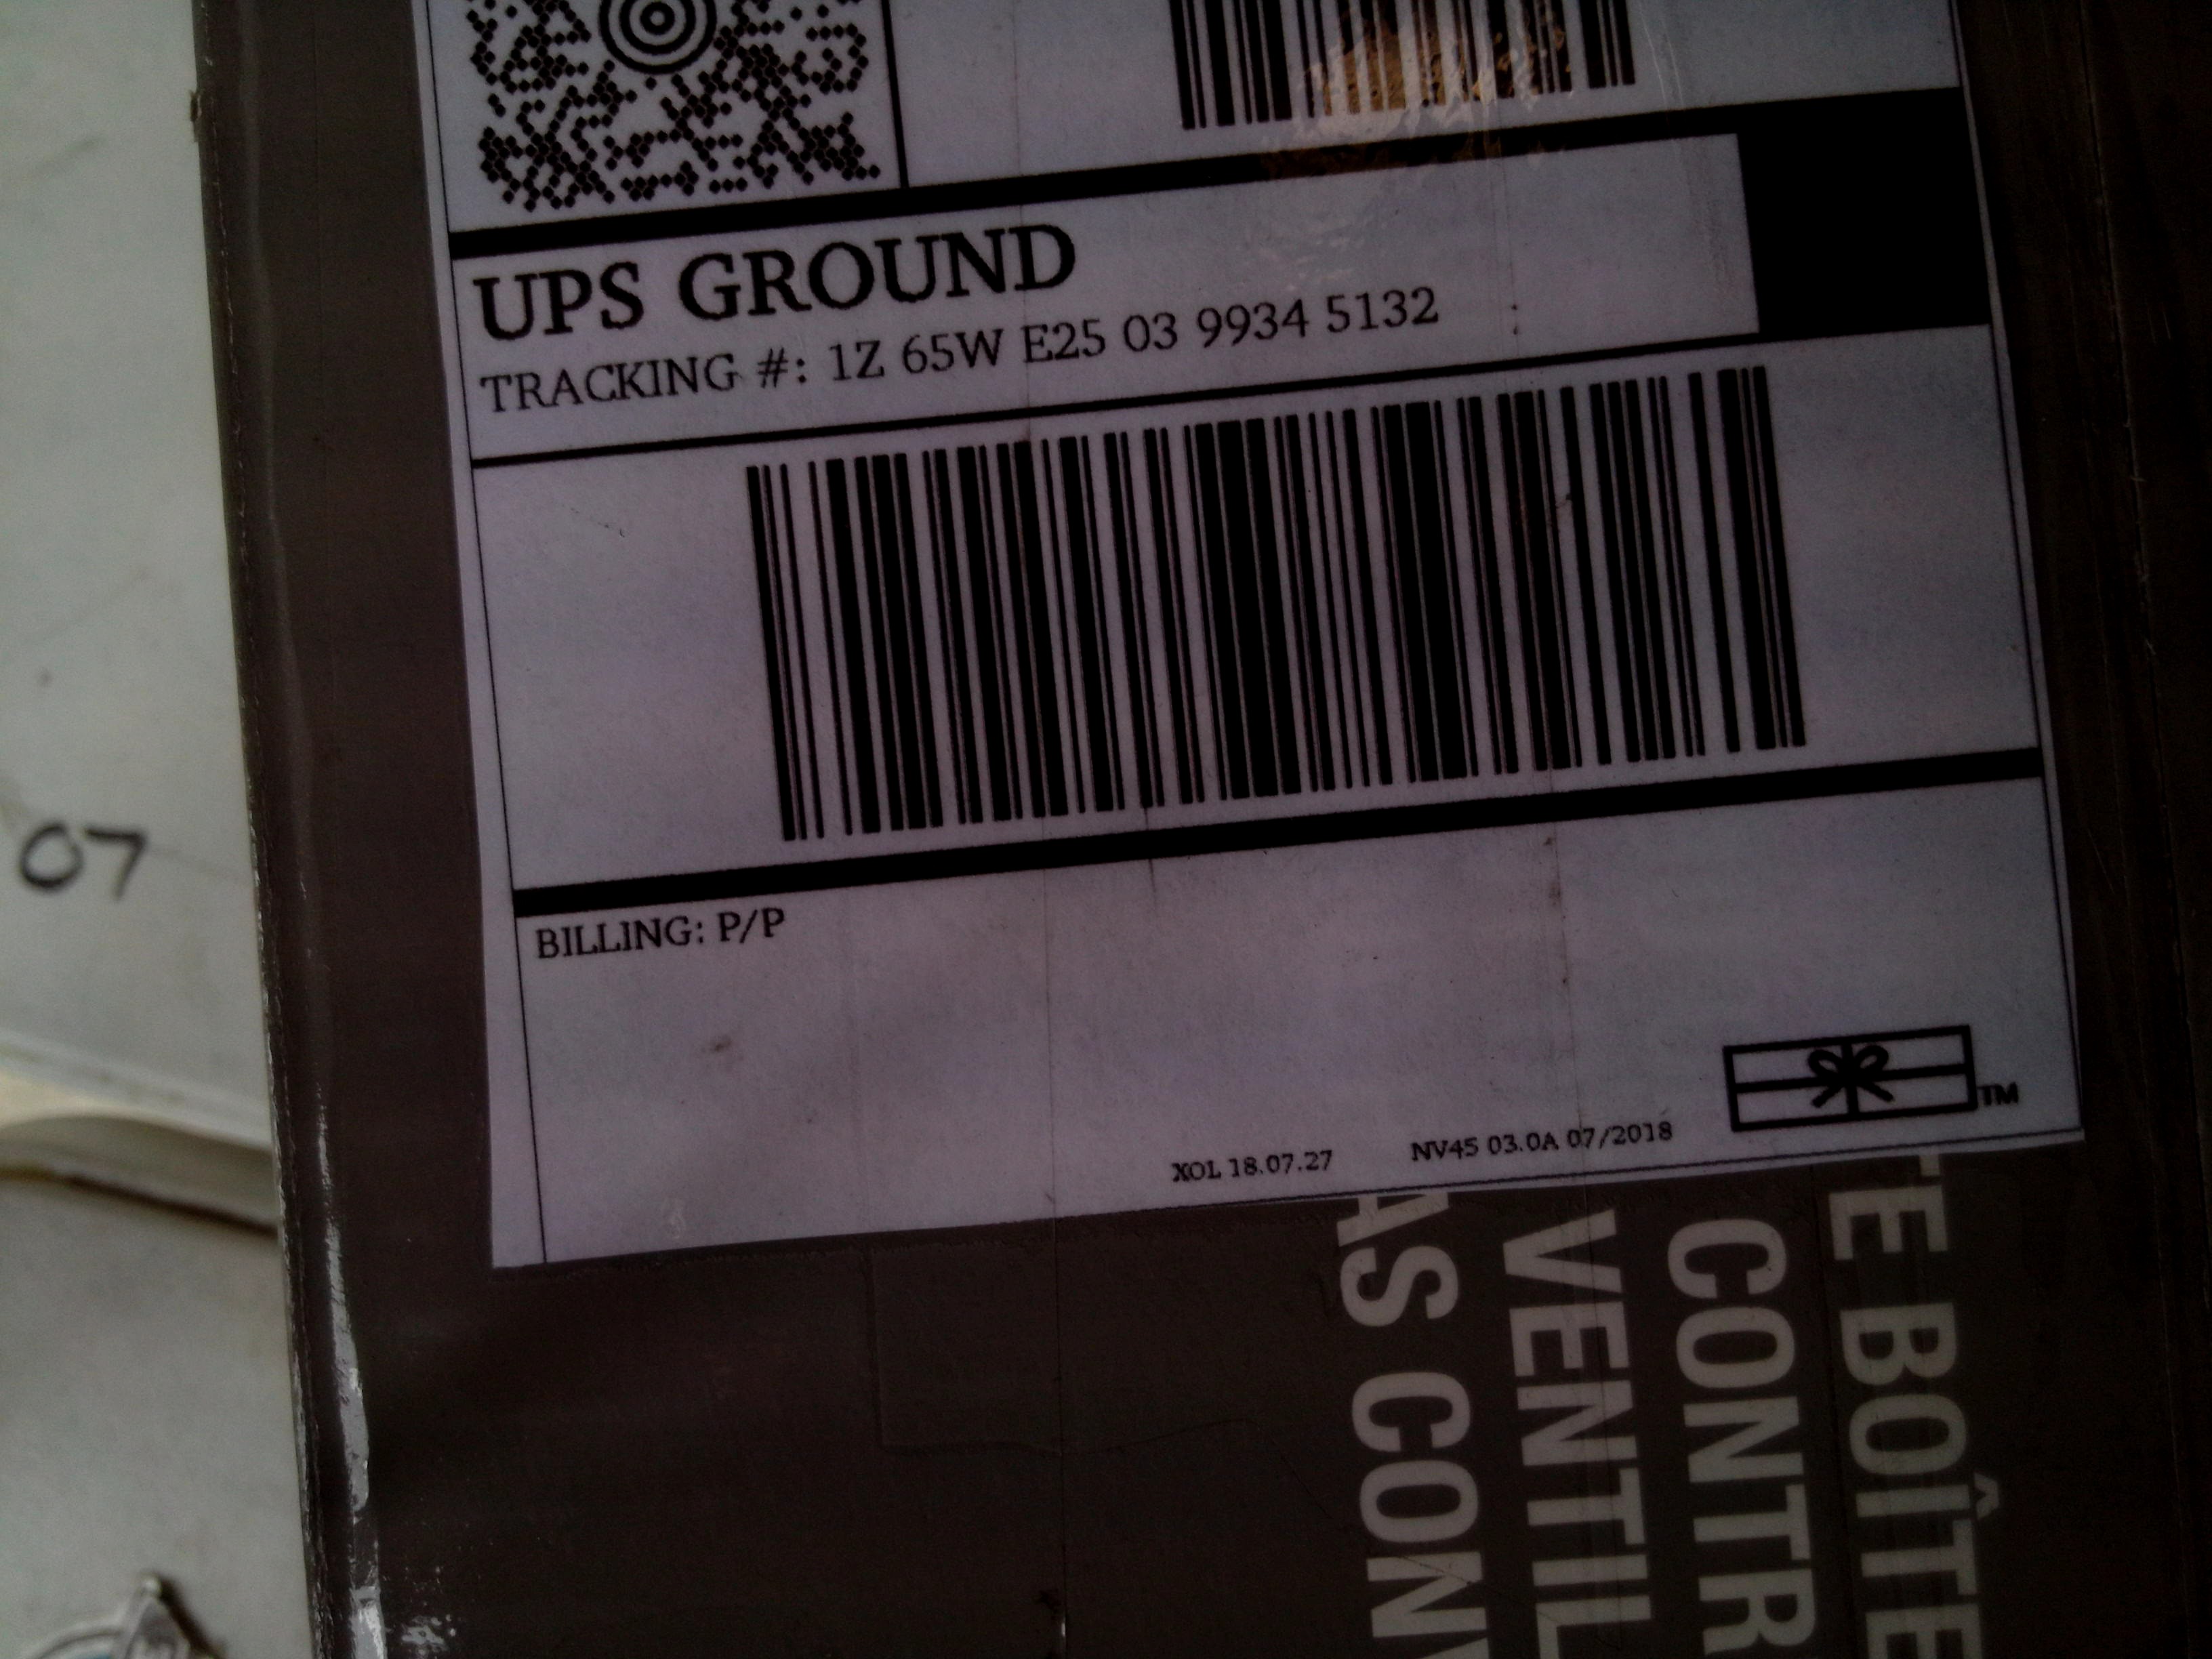 UPS GROUND
TRACKING #: 1Z 65W E25 03 9934 5132
BILLING: P/P
XOL 18.07.27 NV45 03.0A 07/2018
TM
07
BOÎTE
CONTR
VENTIL
AS CON